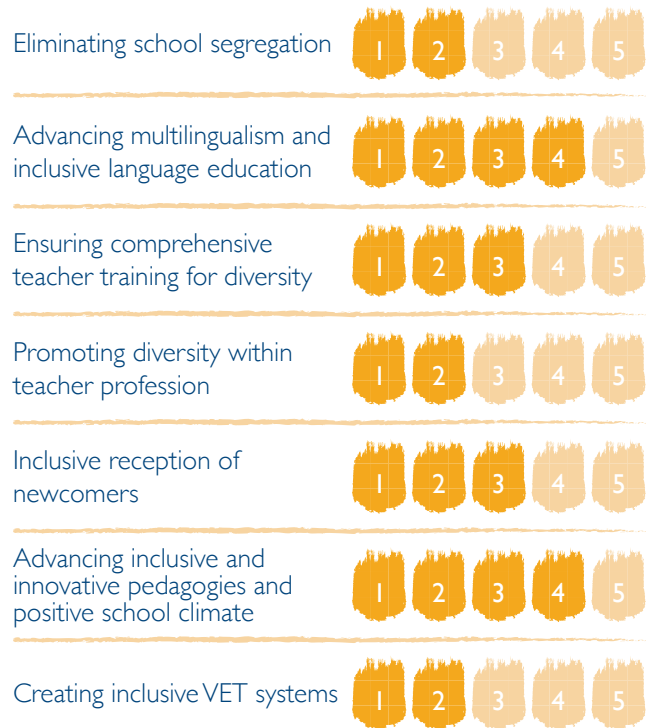 Eliminating school segregation 1 2 3 4 5
Advancing multilingualism and
inclusive language education 1 2 3 4 5
Ensuring comprehensive
teacher training for diversity 1 2 3 4 5
Promoting diversity within
teacher profession 1 2 3 4 5
Inclusive reception of
newcomers 1 2 3 4 5
Advancing inclusive and
innovative pedagogies and
positive school climate 1 2 3 4 5
Creating inclusive VET systems 1 2 3 4 5